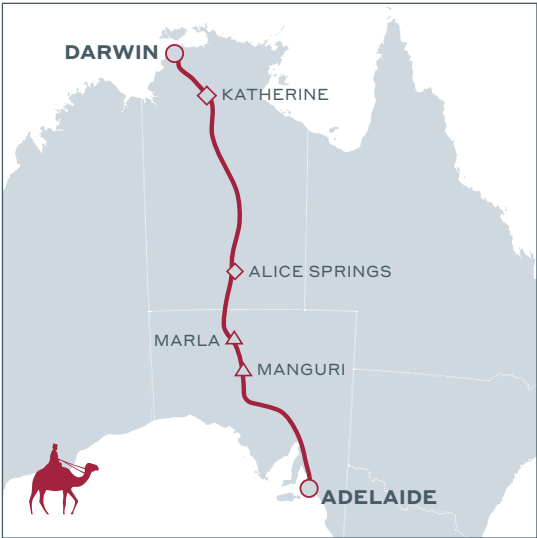 DARWIN
KATHERINE
ALICE SPRINGS
MARLA
MANGURI
ADELAIDE